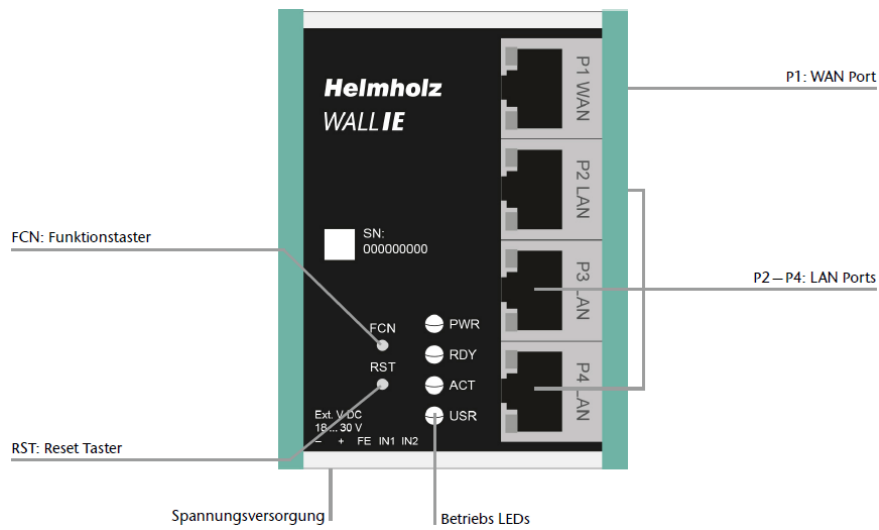 Helmholz
WALL IE
P1 WAN
P1: WAN Port
P2 LAN
SN:
000000000
FCN: Funktionstaster
P3 LAN
P2–P4: LAN Ports
FCN
PWR
RDY
RST
ACT
P4 LAN
USR
Ext. V DC
18 ... 30 V
– + FE IN1 IN2
RST: Reset Taster
Spannungsversorgung
Betriebs LEDs